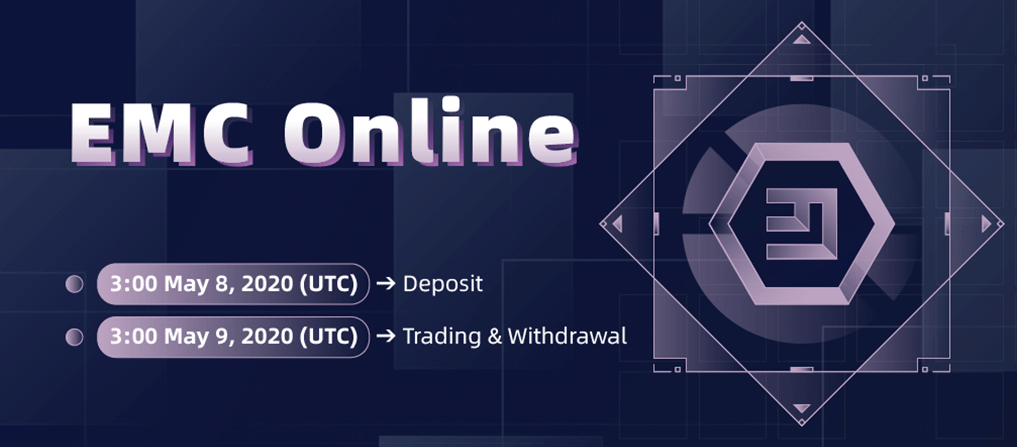 EMC Online
3:00 May 8, 2020 (UTC) → Deposit
3:00 May 9, 2020 (UTC) → Trading & Withdrawal